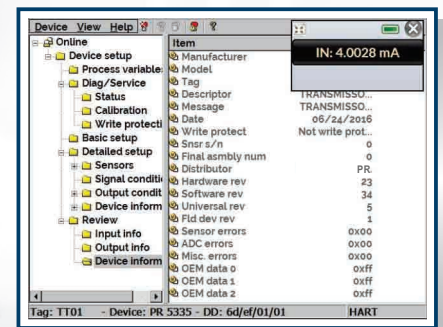 Device View Help
IN: 4.0028 mA
Online
Device setup
Process variable
Diag/Service
Status
Calibration
Write protecti
Basic setup
Detailed setup
Sensors
Signal conditi
Output condit
Device inform
Review
Input info
Output info
Device inform
Item
Manufacturer
Model
Tag
Descriptor TRANSMISSO...
Message TRANSMISSO...
Date 06/24/2016
Write protect Not write prot...
Snsr s/n 0
Final asmbly num 0
Distributor PR.
Hardware rev 23
Software rev 34
Universal rev 5
Fld dev rev 1
Sensor errors 0x00
ADC errors 0x00
Misc. errors 0x00
OEM data 0 0xff
OEM data 1 0xff
OEM data 2 0xff
Tag: TT01 - Device: PR 5335 - DD: 6d/ef/01/01 HART